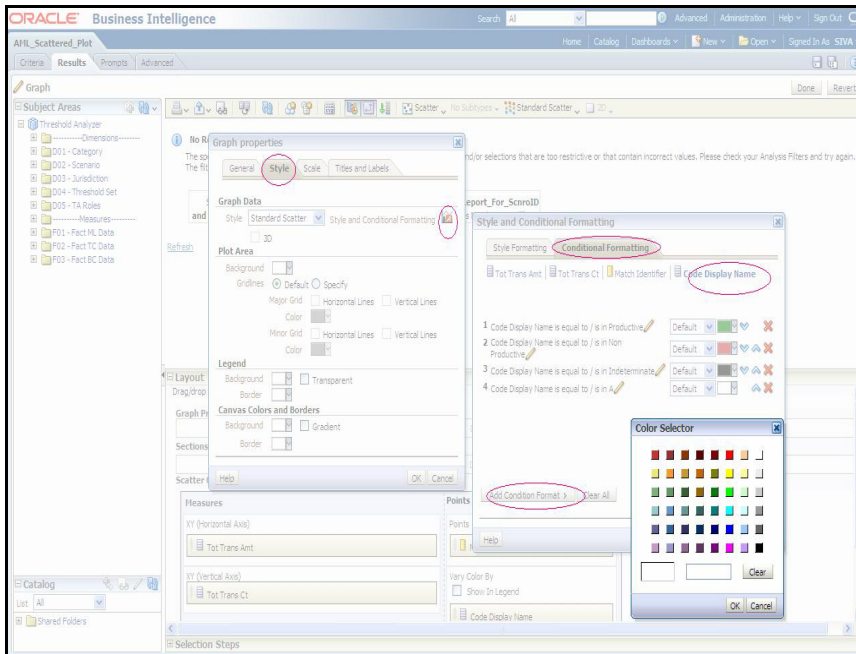 ORACLE Business Intelligence
Search All Advanced Administration Help Sign Out
AML_Scattered_Plot
Home Catalog Dashboards New Open Signed In As SIVA
Criteria Results Prompts Advanced
Graph
Done Revert
Subject Areas
Scatter No Subtypes Standard Scatter 2D
Threshold Analyzer
------------Dimensions--------
D01 - Category
D02 - Scenario
D03 - Jurisdiction
D04 - Threshold Set
D05 - TA Roles
---------Measures----------
F01 - Fact ML Data
F02 - Fact TC Data
F03 - Fact BC Data
No R
The spe
The filt
nd/or selections that are too restrictive or that contain incorrect values. Please check your Analysis Filters and try again.
eport_For_ScnroID
and
Refresh
Graph properties
General Style Scale Titles and Labels
Graph Data
Style Standard Scatter Style and Conditional Formatting
3D
Plot Area
Background
Gridlines Default Specify
Major Grid Horizontal Lines Vertical Lines
Color
Minor Grid Horizontal Lines Vertical Lines
Color
Legend
Background Transparent
Border
Canvas Colors and Borders
Background Gradient
Border
Help OK Cancel
Style and Conditional Formatting
Style Formatting Conditional Formatting
Tot Trans Amt Tot Trans Ct Match Identifier Code Display Name
1 Code Display Name is equal to / is in Productive Default
2 Code Display Name is equal to / is in Non
Productive Default
3 Code Display Name is equal to / is in Indeterminate Default
4 Code Display Name is equal to / is in A Default
Add Condition Format > Clear All
Help
Color Selector
Clear
OK Cancel
Layout
Drag/drop
Graph Pr
Sections
Scatter
Measures
XY (Horizontal Axis)
Tot Trans Amt
XY (Vertical Axis)
Tot Trans Ct
Points
Points
Vary Color By
Show In Legend
Code Display Name
Catalog
List All
Shared Folders
Selection Steps